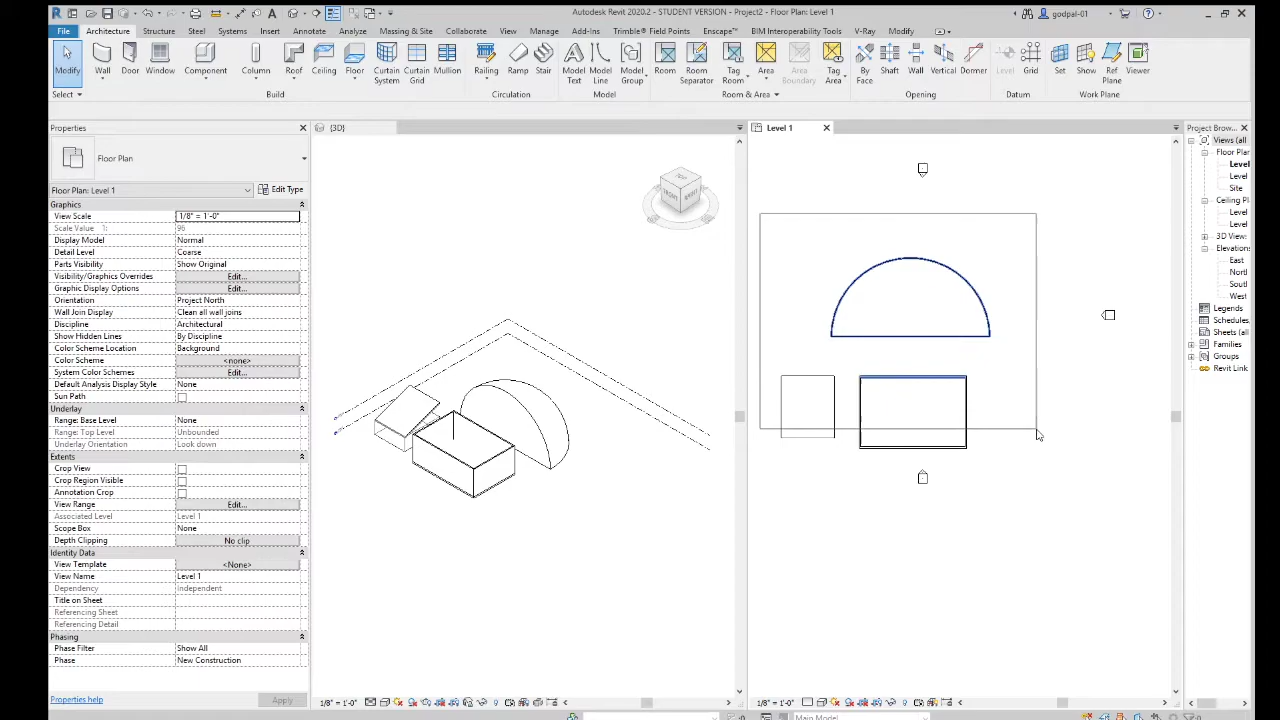 Autodesk Revit 2020.2 - STUDENT VERSION - Project2 - Floor Plan: Level 1
godpal-01
File Architecture Structure Steel Systems Insert Annotate Analyze Massing & Site Collaborate View Manage Add-Ins Trimble® Field Points Enscape™ BIM Interoperability Tools V-Ray Modify
Modify Wall Door Window Component Column Roof Ceiling Floor Curtain System Curtain Grid Mullion Railing Ramp Stair Model Text Model Line Model Group Room Room Separator Tag Room Area Area Boundary Tag Area By Face Shaft Wall Vertical Dormer Level Grid Set Show Ref Plane Viewer
Select Build Circulation Model Room & Area Opening Datum Work Plane
Properties
{3D}
Level 1
Project Brow...
Floor Plan
Floor Plan: Level 1
Edit Type
Graphics
View Scale 1/8" = 1'-0"
Scale Value 1: 96
Display Model Normal
Detail Level Coarse
Parts Visibility Show Original
Visibility/Graphics Overrides Edit...
Graphic Display Options Edit...
Orientation Project North
Wall Join Display Clean all wall joins
Discipline Architectural
Show Hidden Lines By Discipline
Color Scheme Location Background
Color Scheme <none>
System Color Schemes Edit...
Default Analysis Display Style None
Sun Path
Underlay
Range: Base Level None
Range: Top Level Unbounded
Underlay Orientation Look down
Extents
Crop View
Crop Region Visible
Annotation Crop
View Range Edit...
Associated Level Level 1
Scope Box None
Depth Clipping No clip
Identity Data
View Template <None>
View Name Level 1
Dependency Independent
Title on Sheet
Referencing Sheet
Referencing Detail
Phasing
Phase Filter Show All
Phase New Construction
Properties help
Apply
TOP
FRONT
RIGHT
Views (all
Floor Plan
Level
Level
Site
Ceiling Pl
Level
Level
3D View:
Elevations
East
Nortl
Soutl
West
Legends
Schedules,
Sheets (all
Families
Groups
Revit Link
1/8" = 1'-0"
1/8" = 1'-0"
Main Model